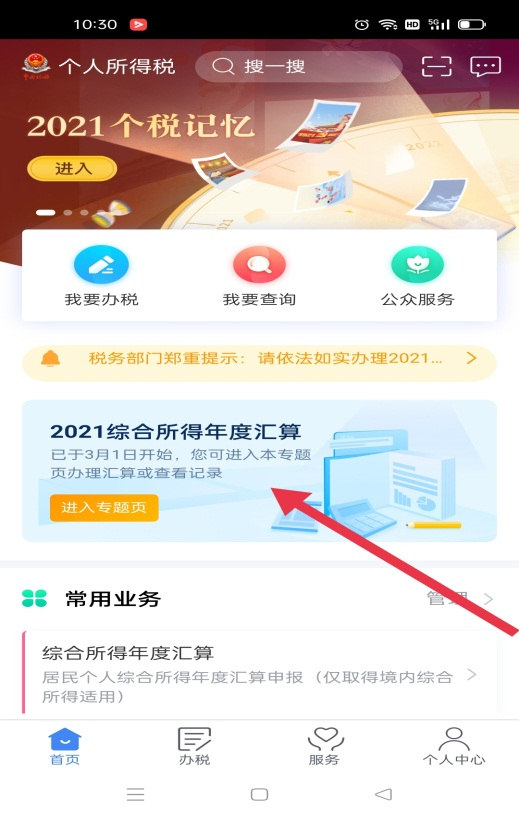 10:30
HD 5G
个人所得税
搜一搜
2021个税记忆
进入
我要办税
我要查询
公众服务
税务部门郑重提示：请依法如实办理2021...
2021综合所得年度汇算
已于3月1日开始，您可进入本专题
页办理汇算或查看记录
进入专题页
常用业务
管理
综合所得年度汇算
居民个人综合所得年度汇算申报（仅取得境内综合
所得适用）
首页
办税
服务
个人中心